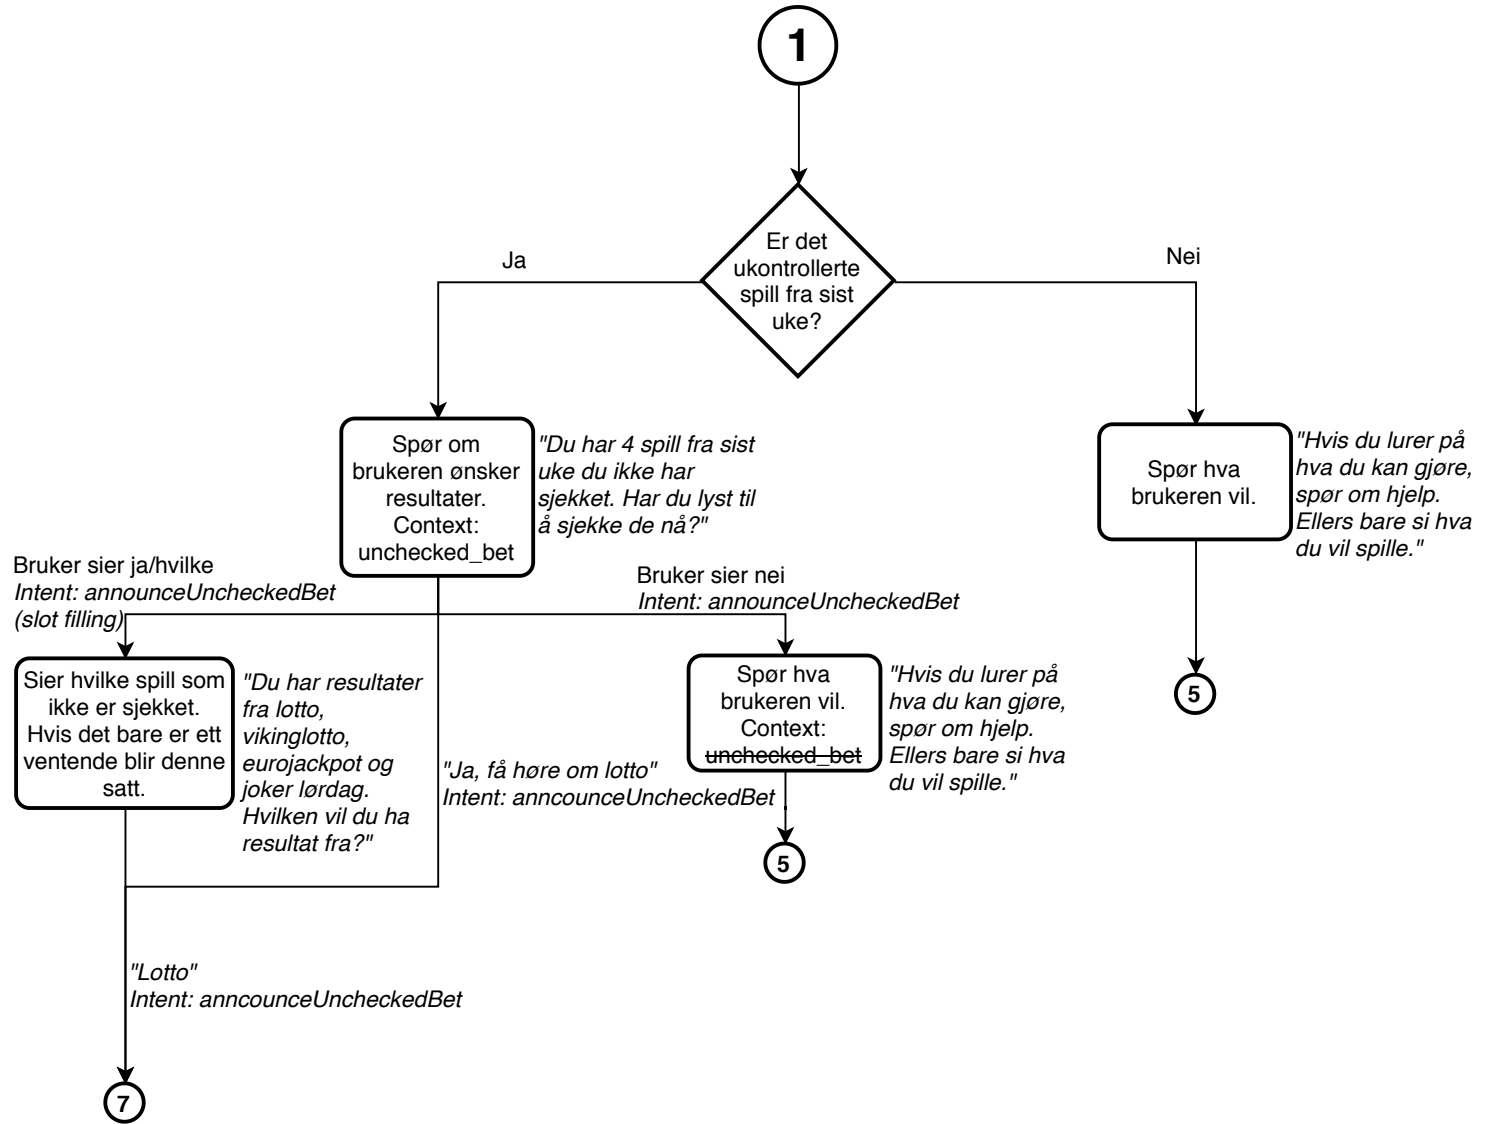 1
Er det
ukontrollerte
spill fra sist
uke?
Ja
Nei
Spør om
brukeren ønsker
resultater.
Context:
unchecked_bet
"Du har 4 spill fra sist
uke du ikke har
sjekket. Har du lyst til
å sjekke de nå?"
Spør hva
brukeren vil.
"Hvis du lurer på
hva du kan gjøre,
spør om hjelp.
Ellers bare si hva
du vil spille."
Bruker sier ja/hvilke
Intent: announceUncheckedBet
(slot filling)
Bruker sier nei
Intent: announceUncheckedBet
Sier hvilke spill som
ikke er sjekket.
Hvis det bare er ett
ventende blir denne
satt.
"Du har resultater
fra lotto,
vikinglotto,
eurojackpot og
joker lørdag.
Hvilken vil du ha
resultat fra?"
"Ja, få høre om lotto"
Intent: anncounceUncheckedBet
Spør hva
brukeren vil.
Context:
unchecked_bet
"Hvis du lurer på
hva du kan gjøre,
spør om hjelp.
Ellers bare si hva
du vil spille."
5
5
"Lotto"
Intent: anncounceUncheckedBet
7